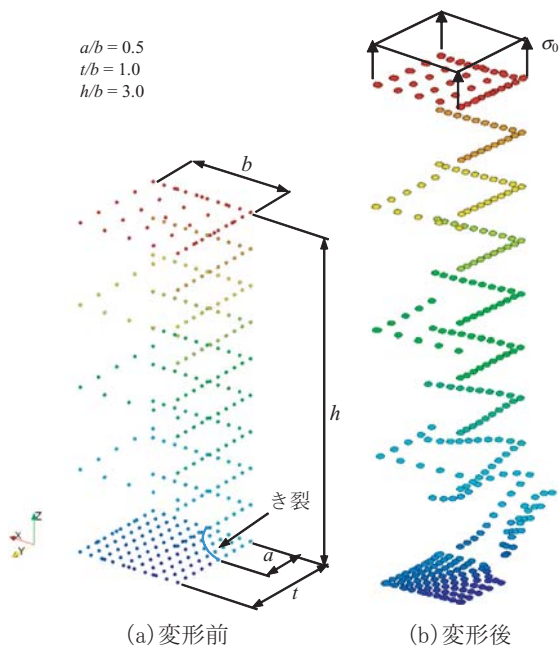 a/b = 0.5
t/b = 1.0
h/b = 3.0
σ₀
b
h
き裂
a
t
Z
X
Y
(a)変形前
(b)変形後